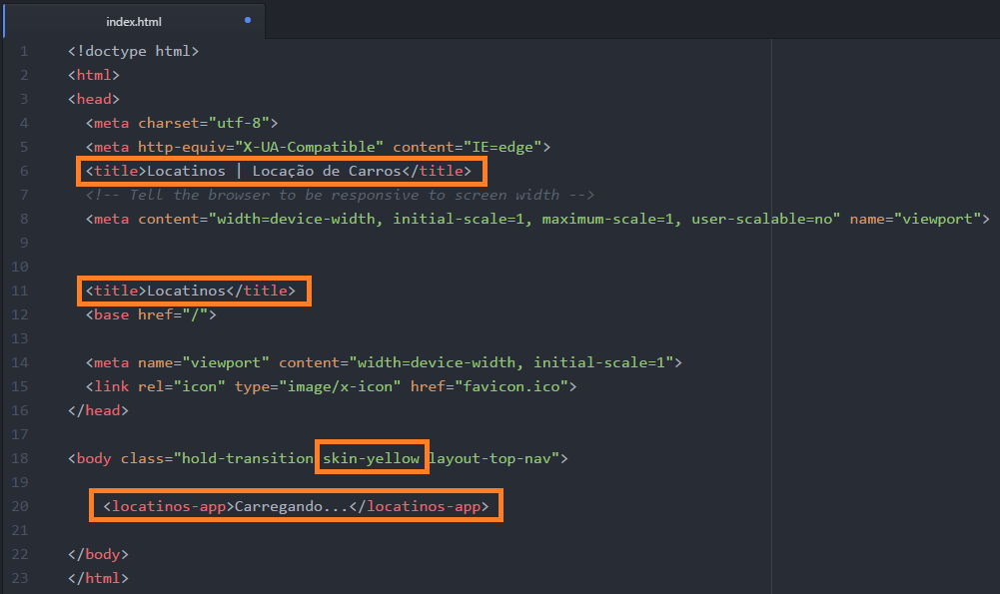 index.html
1 <!doctype html>
2 <html>
3 <head>
4 <meta charset="utf-8">
5 <meta http-equiv="X-UA-Compatible" content="IE=edge">
6 <title>Locatinos | Locação de Carros</title>
7 <!-- Tell the browser to be responsive to screen width -->
8 <meta content="width=device-width, initial-scale=1, maximum-scale=1, user-scalable=no" name="viewport">
9
10
11 <title>Locatinos</title>
12 <base href="/">
13
14 <meta name="viewport" content="width=device-width, initial-scale=1">
15 <link rel="icon" type="image/x-icon" href="favicon.ico">
16 </head>
17
18 <body class="hold-transition skin-yellow layout-top-nav">
19
20 <locatinos-app>Carregando...</locatinos-app>
21
22 </body>
23 </html>